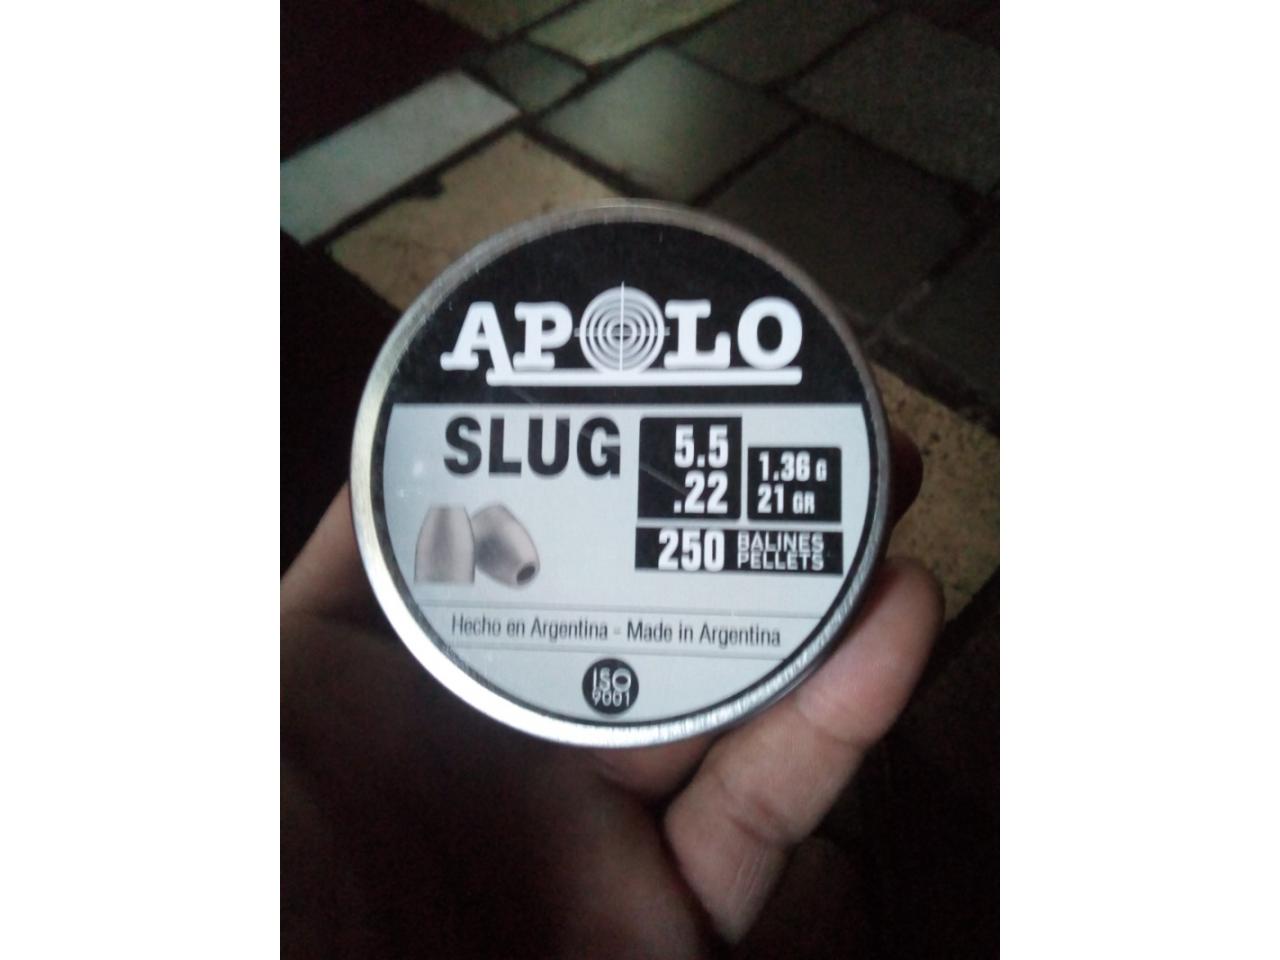 APOLO
SLUG
5.5
.22
1.36 G
21 GR
250 BALINES
PELLETS
Hecho en Argentina - Made in Argentina
ISO
9001